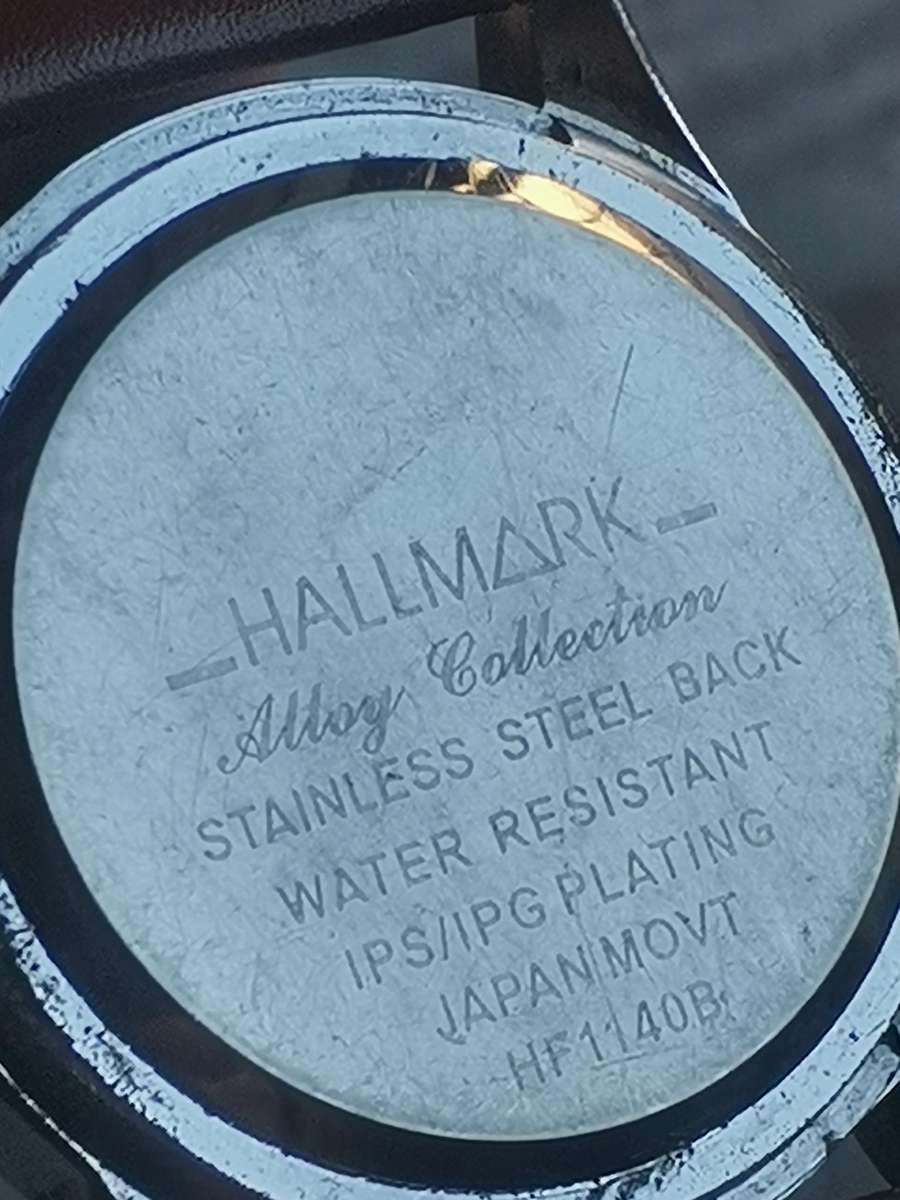 HALLMARK
Alloy Collection
STAINLESS STEEL BACK
WATER RESISTANT
IPS/IPG PLATING
JAPAN MOVT
HF1140B